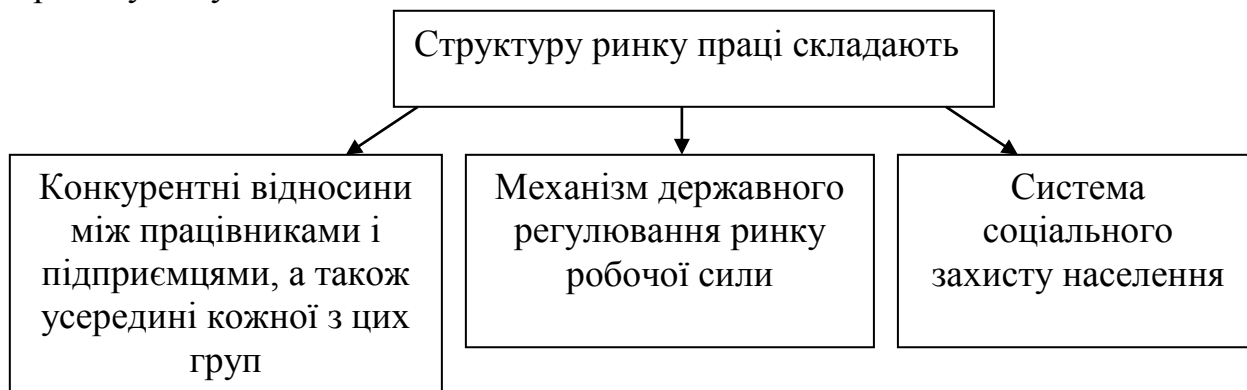 Структуру ринку праці складають
Конкурентні відносини
між працівниками і
підприємцями, а також
усередині кожної з цих
груп
Механізм державного
регулювання ринку
робочої сили
Система
соціального
захисту населення